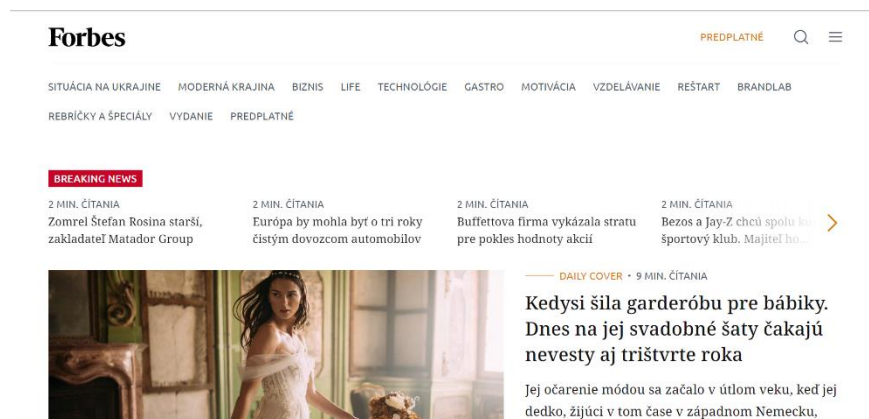 Forbes
PREDPLATNÉ
SITUÁCIA NA UKRAJINE MODERNÁ KRAJINA BIZNIS LIFE TECHNOLÓGIE GASTRO MOTIVÁCIA VZDELÁVANIE REŠTART BRANDLAB
REBRÍČKY A ŠPECIÁLY VYDANIE PREDPLATNÉ
BREAKING NEWS
2 MIN. ČÍTANIA
Zomrel Štefan Rosina starší,
zakladateľ Matador Group
2 MIN. ČÍTANIA
Európa by mohla byť o tri roky
čistým dovozcom automobilov
2 MIN. ČÍTANIA
Buffettova firma vykázala stratu
pre pokles hodnoty akcií
2 MIN. ČÍTANIA
Bezos a Jay-Z chcú spolu
športový klub. Majiteľ ho...
DAILY COVER • 9 MIN. ČÍTANIA
Kedysi šila garderóbu pre bábiky.
Dnes na jej svadobné šaty čakajú
nevesty aj trištvrte roka
Jej očarenie módou sa začalo v útlom veku, keď jej
dedko, žijúci v tom čase v západnom Nemecku,